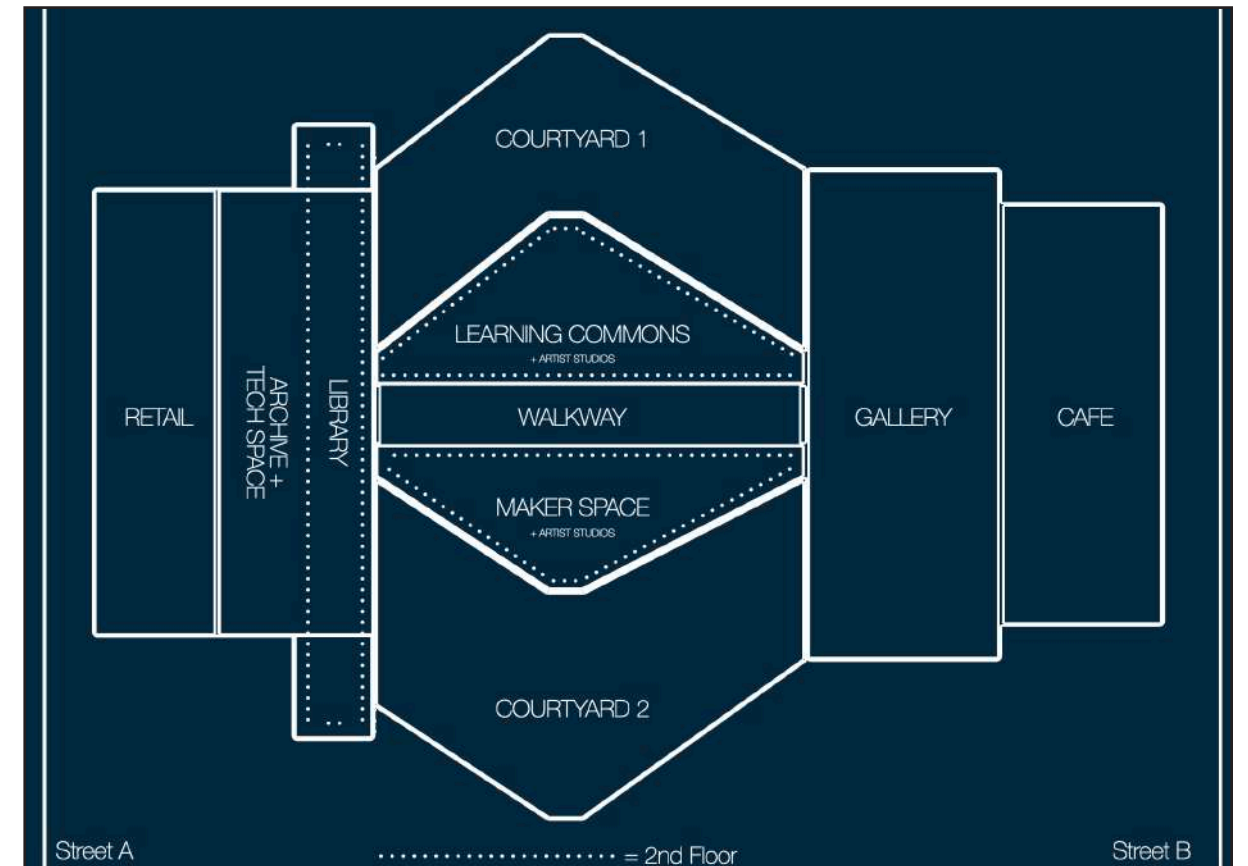 COURTYARD 1
LEARNING COMMONS
+ ARTIST STUDIOS
RETAIL
ARCHIVE +
TECH SPACE
LIBRARY
WALKWAY
GALLERY
CAFE
MAKER SPACE
+ ARTIST STUDIOS
COURTYARD 2
Street A
= 2nd Floor
Street B